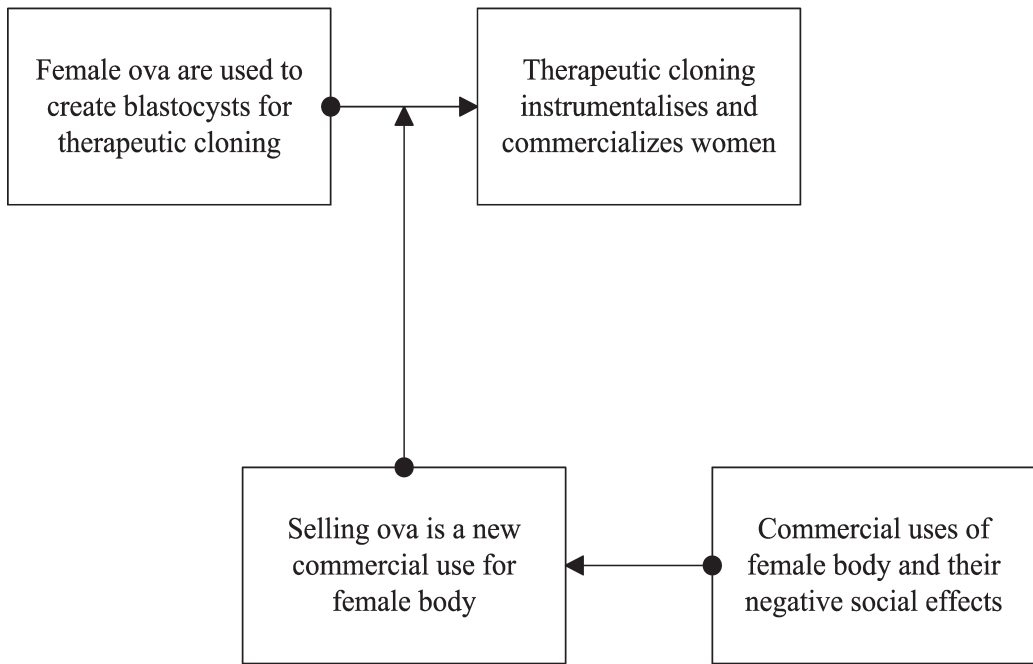 Female ova are used to
create blastocysts for
therapeutic cloning
Therapeutic cloning
instrumentalises and
commercializes women
Selling ova is a new
commercial use for
female body
Commercial uses of
female body and their
negative social effects